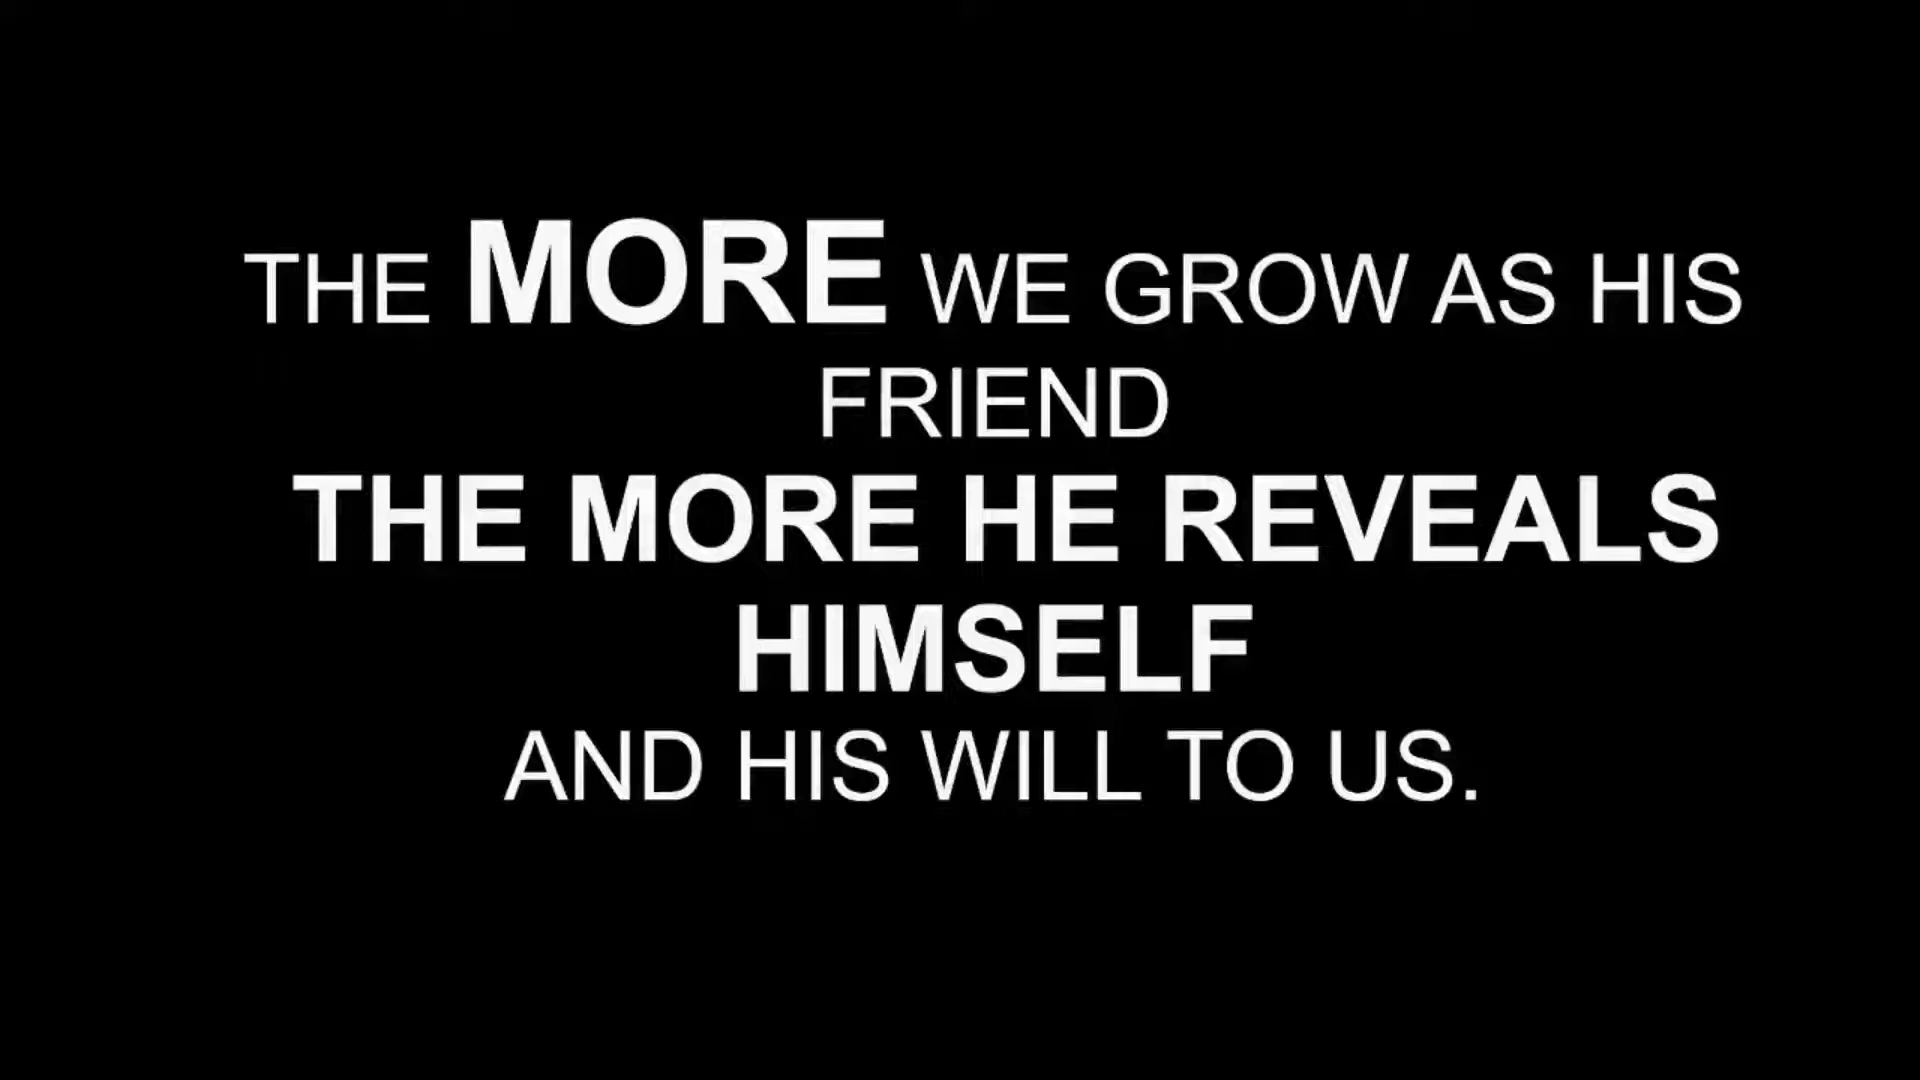 THE MORE WE GROW AS HIS
FRIEND
THE MORE HE REVEALS
HIMSELF
AND HIS WILL TO US.